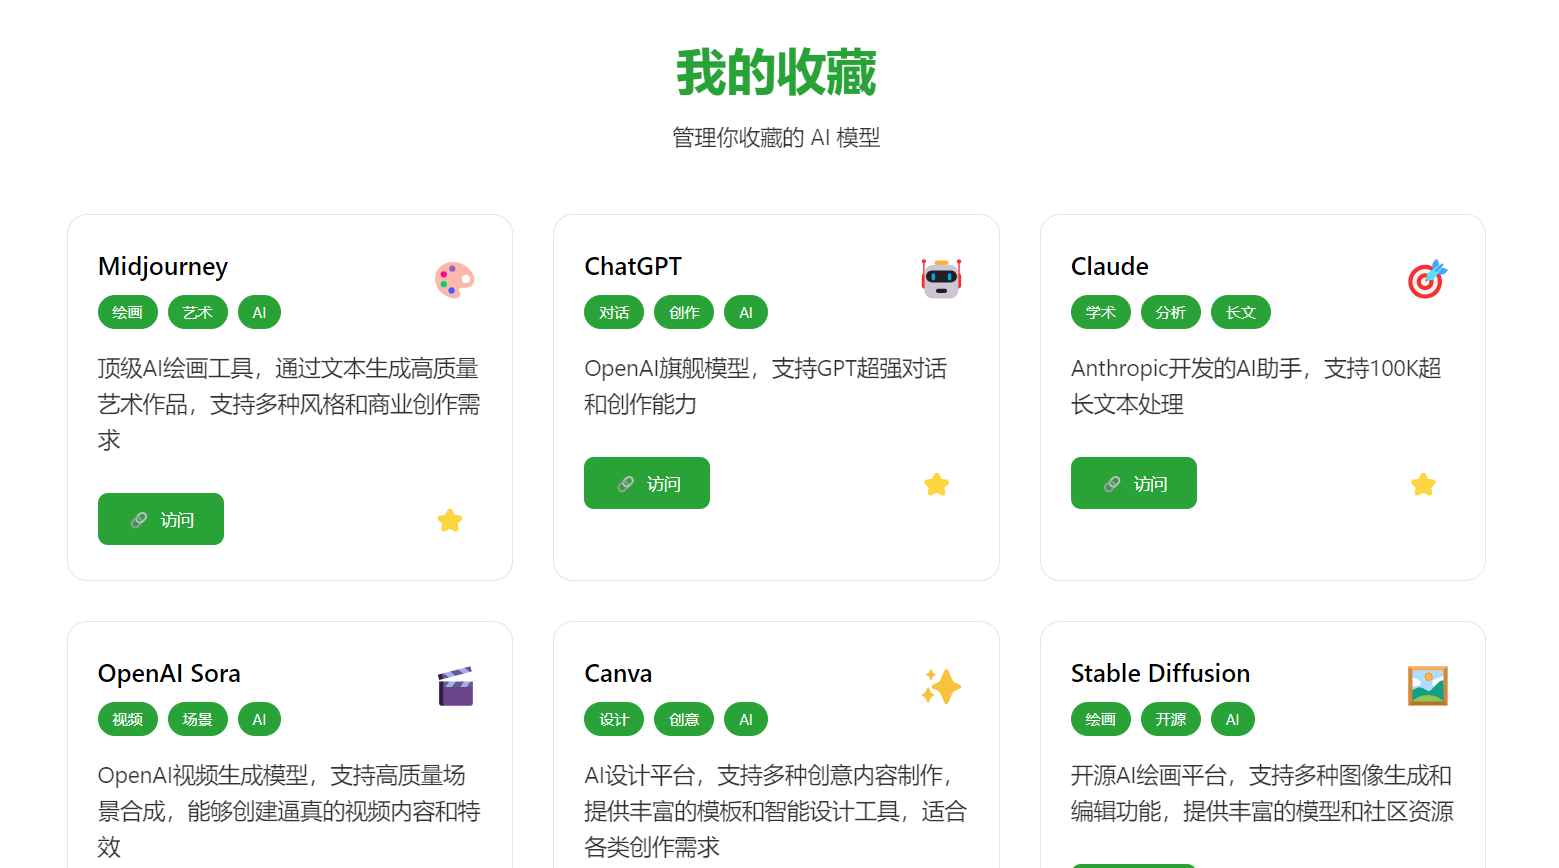 我的收藏
管理你收藏的 AI 模型
Midjourney
绘画 艺术 AI
顶级AI绘画工具，通过文本生成高质量
艺术作品，支持多种风格和商业创作需
求
访问
ChatGPT
对话 创作 AI
OpenAI旗舰模型，支持GPT超强对话
和创作能力
访问
Claude
学术 分析 长文
Anthropic开发的AI助手，支持100K超
长文本处理
访问
OpenAI Sora
视频 场景 AI
OpenAI视频生成模型，支持高质量场
景合成，能够创建逼真的视频内容和特
效
Canva
设计 创意 AI
AI设计平台，支持多种创意内容制作，
提供丰富的模板和智能设计工具，适合
各类创作需求
Stable Diffusion
绘画 开源 AI
开源AI绘画平台，支持多种图像生成和
编辑功能，提供丰富的模型和社区资源